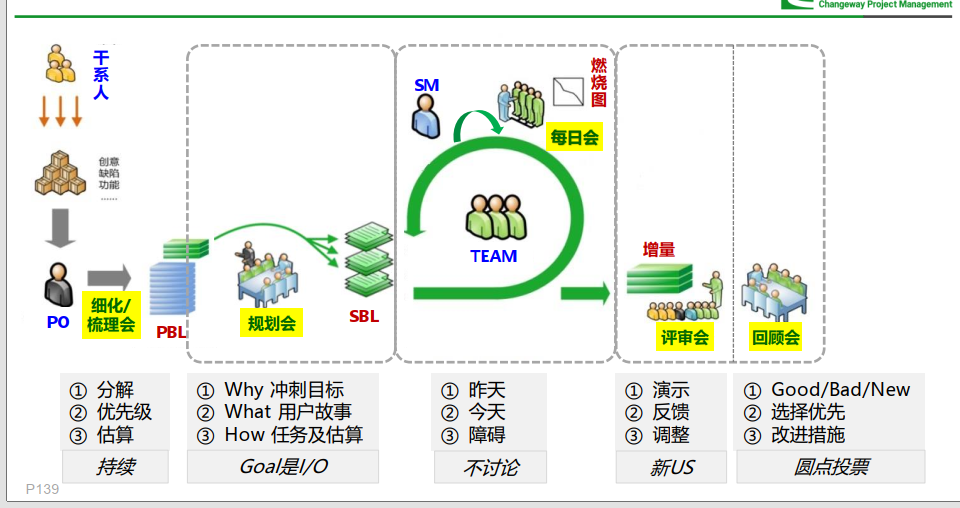 Changeway Project Management
干系人
创意
缺陷
功能
......
PO
细化/
梳理会
PBL
规划会
SBL
SM
燃烧图
每日会
TEAM
增量
评审会
回顾会
① 分解
② 优先级
③ 估算
持续
① Why 冲刺目标
② What 用户故事
③ How 任务及估算
Goal是I/O
① 昨天
② 今天
③ 障碍
不讨论
① 演示
② 反馈
③ 调整
新US
① Good/Bad/New
② 选择优先
③ 改进措施
圆点投票
P139